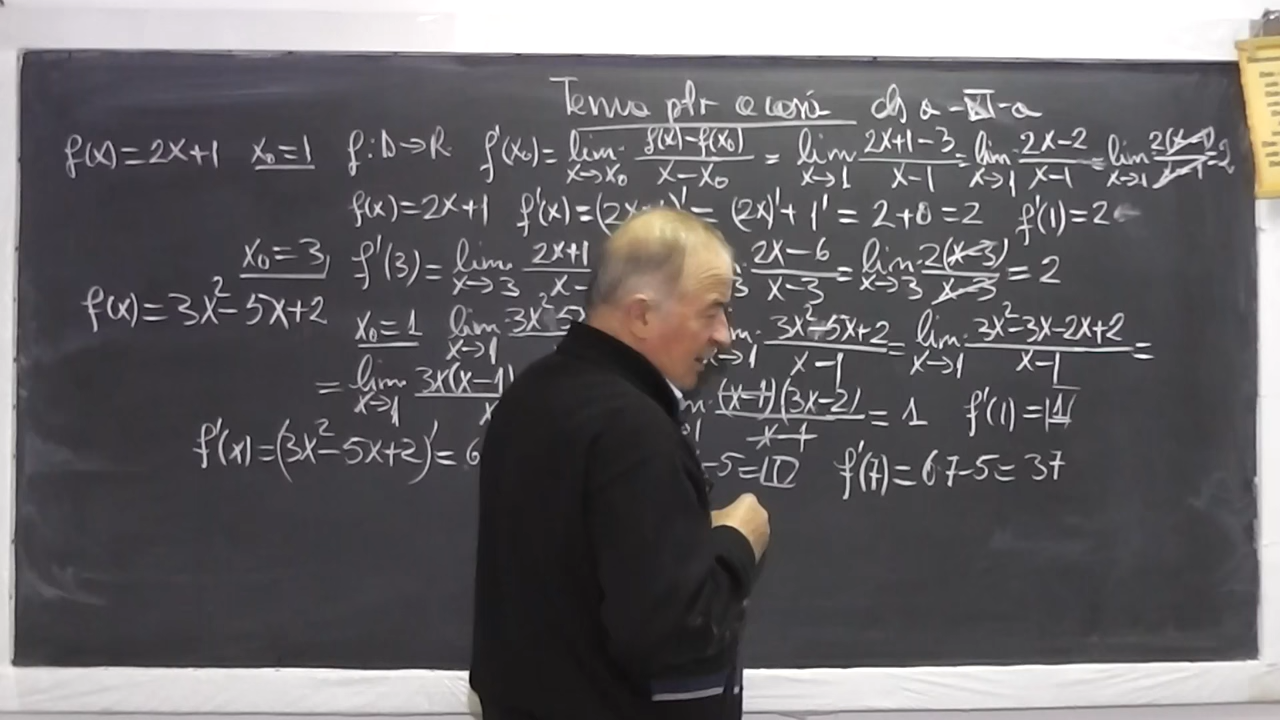 Tema ptr acasă cls a-XI-a
f(x)=2x+1 x₀=1 f:D→R f'(x₀)=lim x→x₀ (f(x)-f(x₀))/(x-x₀) = lim x→1 (2x+1-3)/(x-1) = lim x→1 (2x-2)/(x-1) = lim x→1 2(x-1)/(x-1) = 2
f(x)=2x+1 f'(x)=(2x = (2x)'+1' = 2+0=2 f'(1)=2
x₀=3, f'(3)=lim x→3 2x+1 / x- 3 (2x-6)/(x-3) = lim x→3 2(x-3)/(x-3) = 2
f(x)=3x²-5x+2 x₀=1 lim x→1 3x²-5 x→1 (3x²-5x+2)/(x-1) = lim x→1 (3x²-3x-2x+2)/(x-1) =
= lim x→1 3x(x-1) (x-1)(3x-2)/(x-1) = 1 f'(1)=1
f'(x)=(3x²-5x+2)'=6 -5= f'(7)=6·7-5=37